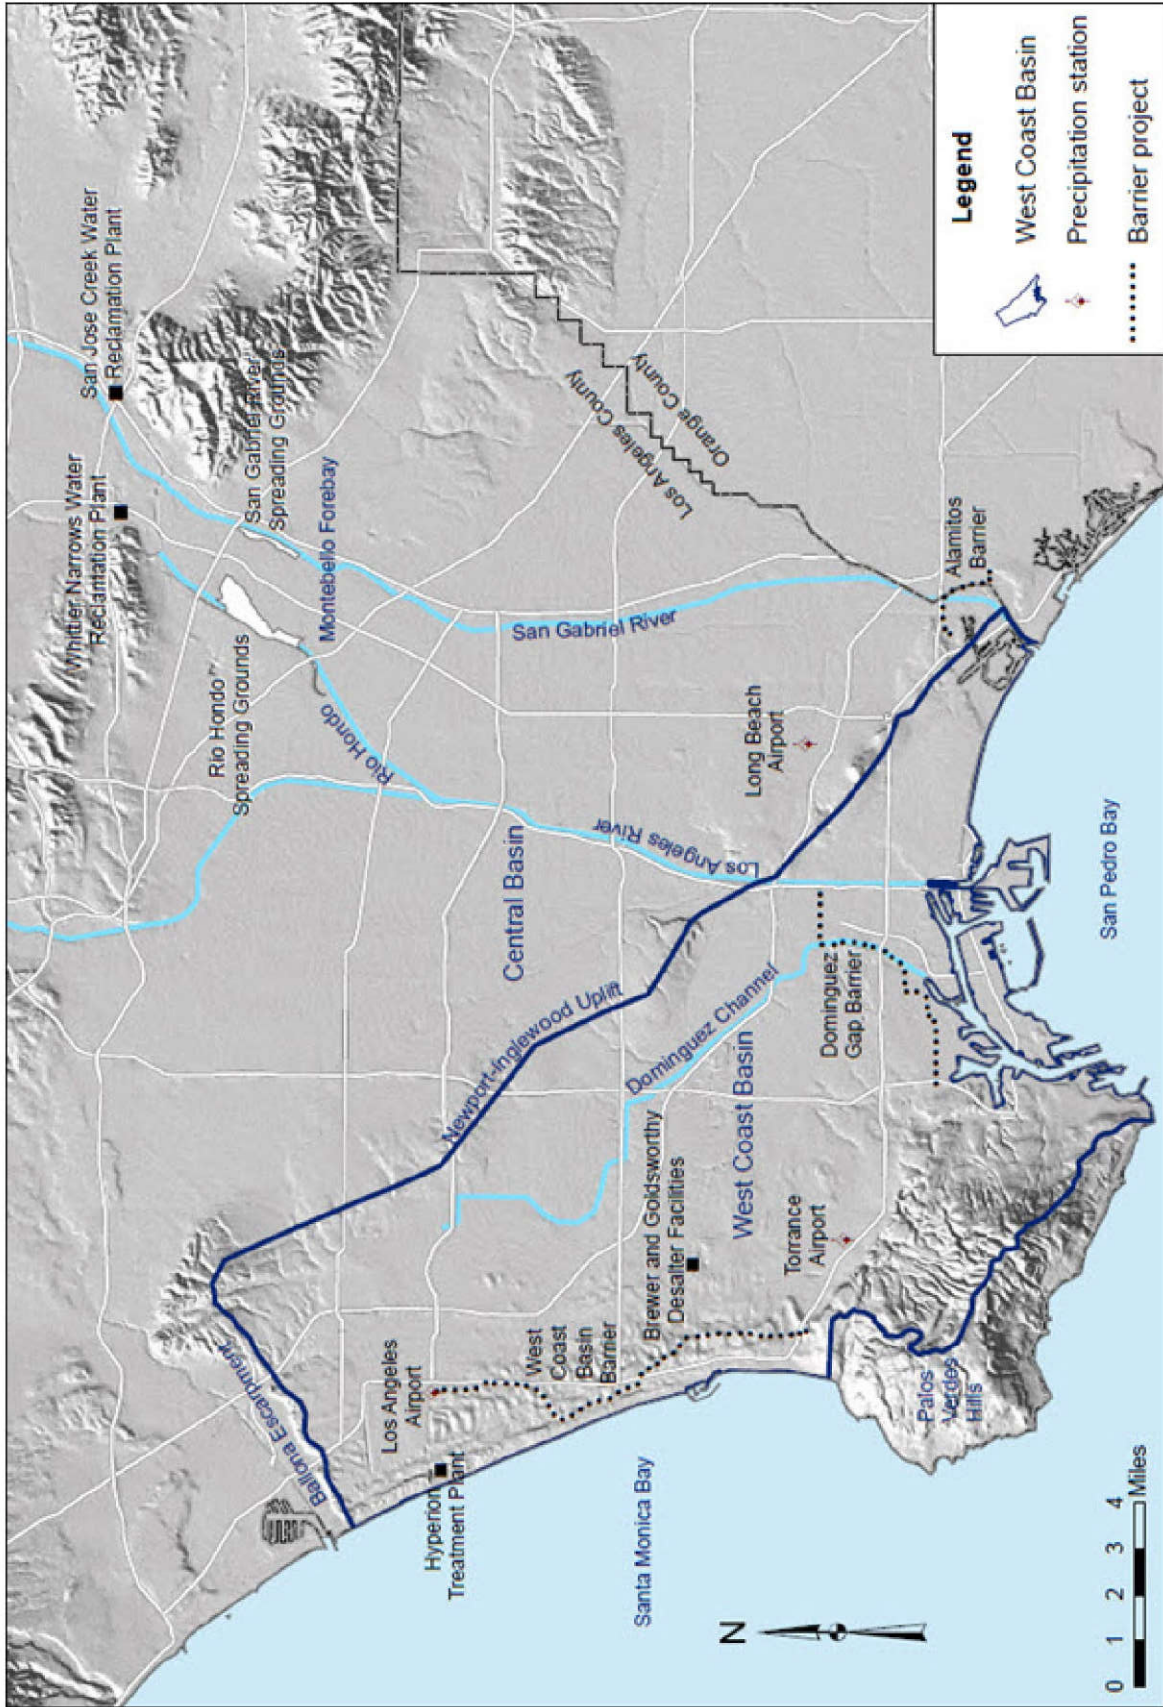 San Jose Creek Water
Reclamation Plant
Whittier Narrows Water
Reclamation Plant
San Gabriel River
Spreading Grounds
Montebello Forebay
Rio Hondo
Spreading Grounds
Rio Hondo
San Gabriel River
Los Angeles County
Orange County
Ballona Escarpment
Los Angeles
Airport
Hyperion
Treatment Plant
West
Coast
Basin
Barrier
Newport-Inglewood Uplift
Central Basin
Los Angeles River
Long Beach
Airport
Alamitos
Barrier
Brewer and Goldsworthy
Desalter Facilities
Dominguez Channel
West Coast Basin
Dominguez
Gap Barrier
Torrance
Airport
Santa Monica Bay
Palos
Verdes
Hills
San Pedro Bay
N
0 1 2 3 4
Miles
Legend
West Coast Basin
Precipitation station
Barrier project